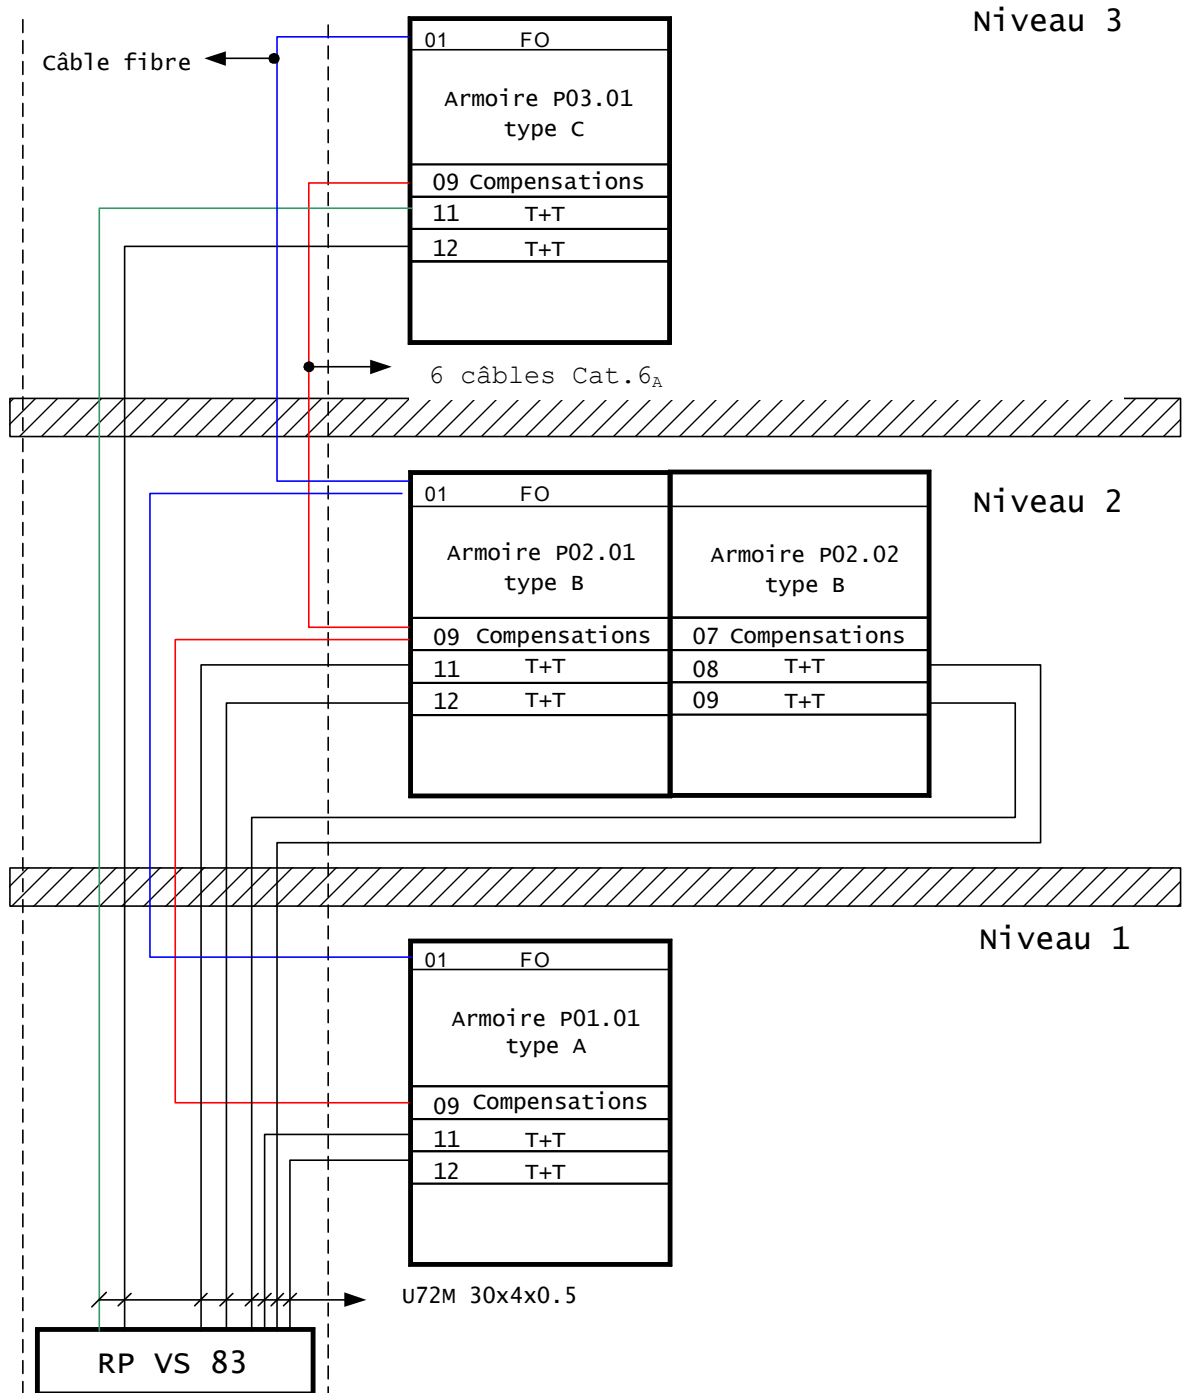 Niveau 3
01 FO
Câble fibre
Armoire P03.01
type C
09 Compensations
11 T+T
12 T+T
6 câbles Cat.6A
01 FO
Niveau 2
Armoire P02.01
type B
Armoire P02.02
type B
09 Compensations
07 Compensations
11 T+T
08 T+T
12 T+T
09 T+T
Niveau 1
01 FO
Armoire P01.01
type A
09 Compensations
11 T+T
12 T+T
U72M 30x4x0.5
RP VS 83